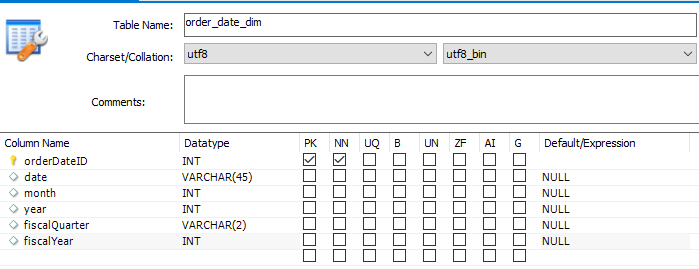 Table Name: order_date_dim
Charset/Collation: utf8 utf8_bin
Comments:
Column Name Datatype PK NN UQ B UN ZF AI G Default/Expression
orderDateID INT
date VARCHAR(45) NULL
month INT NULL
year INT NULL
fiscalQuarter VARCHAR(2) NULL
fiscalYear INT NULL